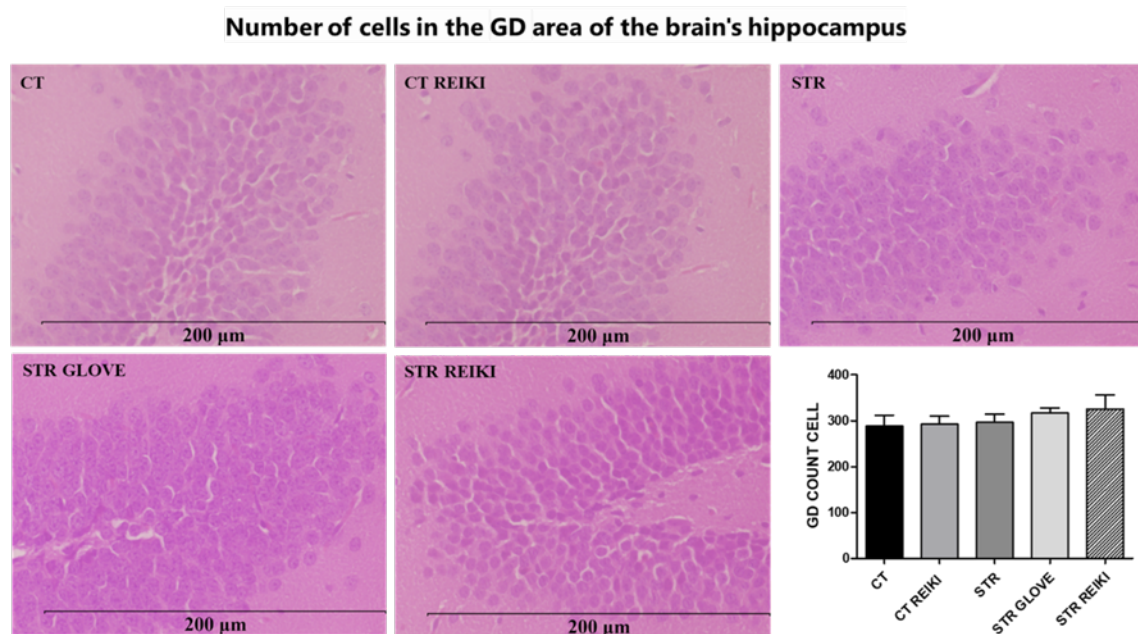 Number of cells in the GD area of the brain's hippocampus
CT
200 µm
CT REIKI
200 µm
STR
200 µm
STR GLOVE
200 µm
STR REIKI
200 µm
GD COUNT CELL
400
300
200
100
0
CT
CT REIKI
STR
STR GLOVE
STR REIKI